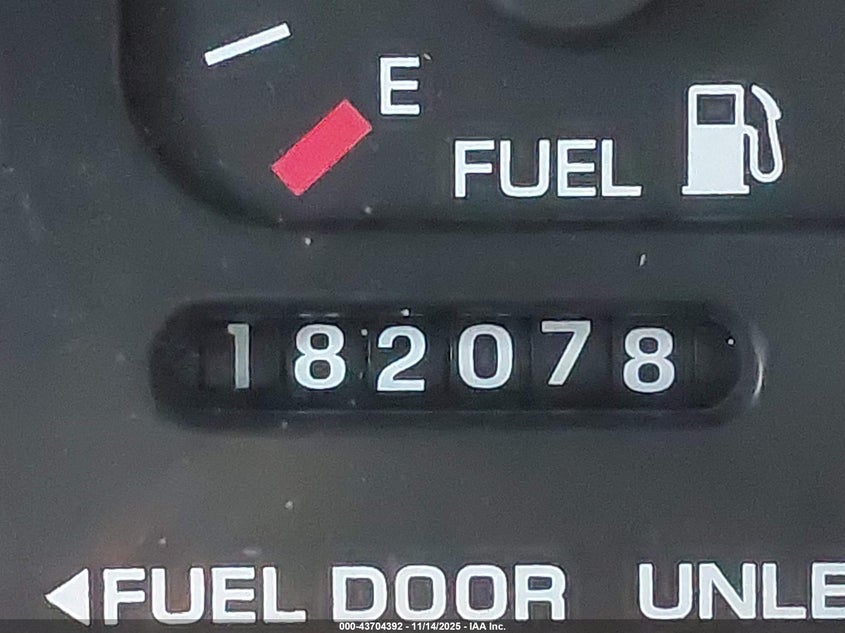 E
FUEL
182078
◀FUEL DOOR UNLE
000-43704392 - 11/14/2025 - IAA Inc.